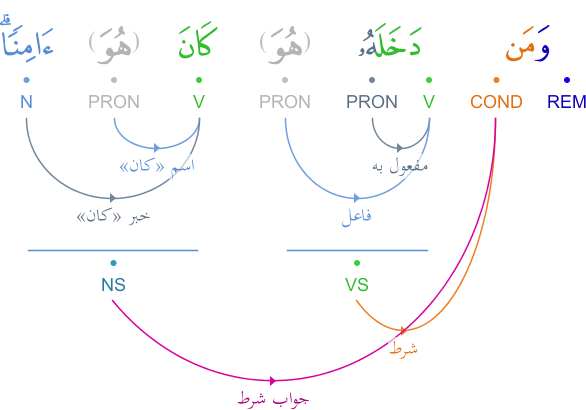 وَمَن دَخَلَهُۥ (هُوَ) كَانَ (هُوَ) ءَامِنًا ۗ
REM COND V PRON PRON V PRON N
مفعول به اسم «كان»
فاعل خبر «كان»
VS NS
شرط
جواب شرط